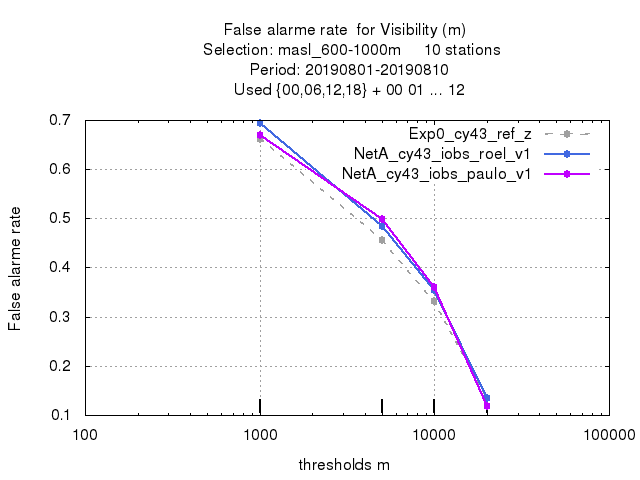 False alarme rate  for Visibility (m)
Selection: masl_600-1000m     10 stations
Period: 20190801-20190810
Used {00,06,12,18} + 00 01 ... 12
Exp0_cy43_ref_z
NetA_cy43_iobs_roel_v1
NetA_cy43_iobs_paulo_v1
False alarme rate
0.7
0.6
0.5
0.4
0.3
0.2
0.1
100 1000 10000 100000
thresholds m